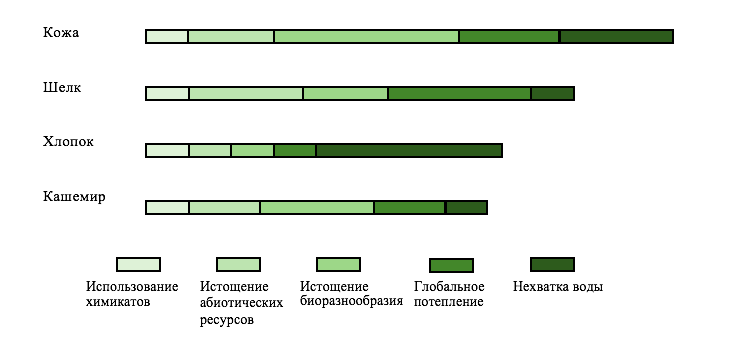 Кожа
Шелк
Хлопок
Кашемир
Использование
химикатов
Истощение
абиотических
ресурсов
Истощение
биоразнообразия
Глобальное
потепление
Нехватка воды